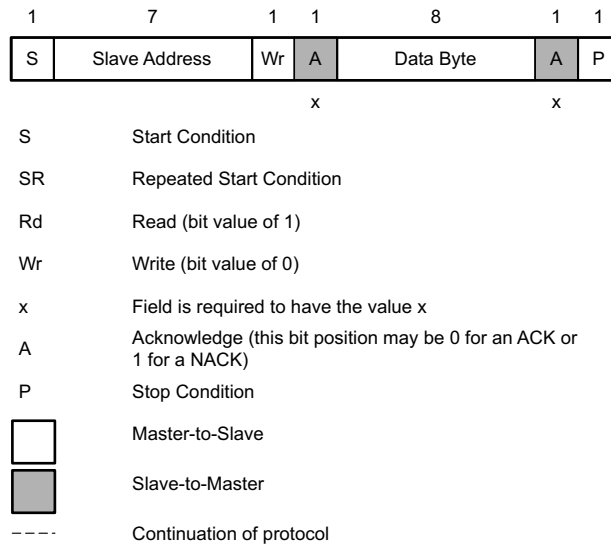 1 7 1 1 8 1 1
S Slave Address Wr A Data Byte A P
x x
S Start Condition
SR Repeated Start Condition
Rd Read (bit value of 1)
Wr Write (bit value of 0)
x Field is required to have the value x
A Acknowledge (this bit position may be 0 for an ACK or
1 for a NACK)
P Stop Condition
Master-to-Slave
Slave-to-Master
Continuation of protocol